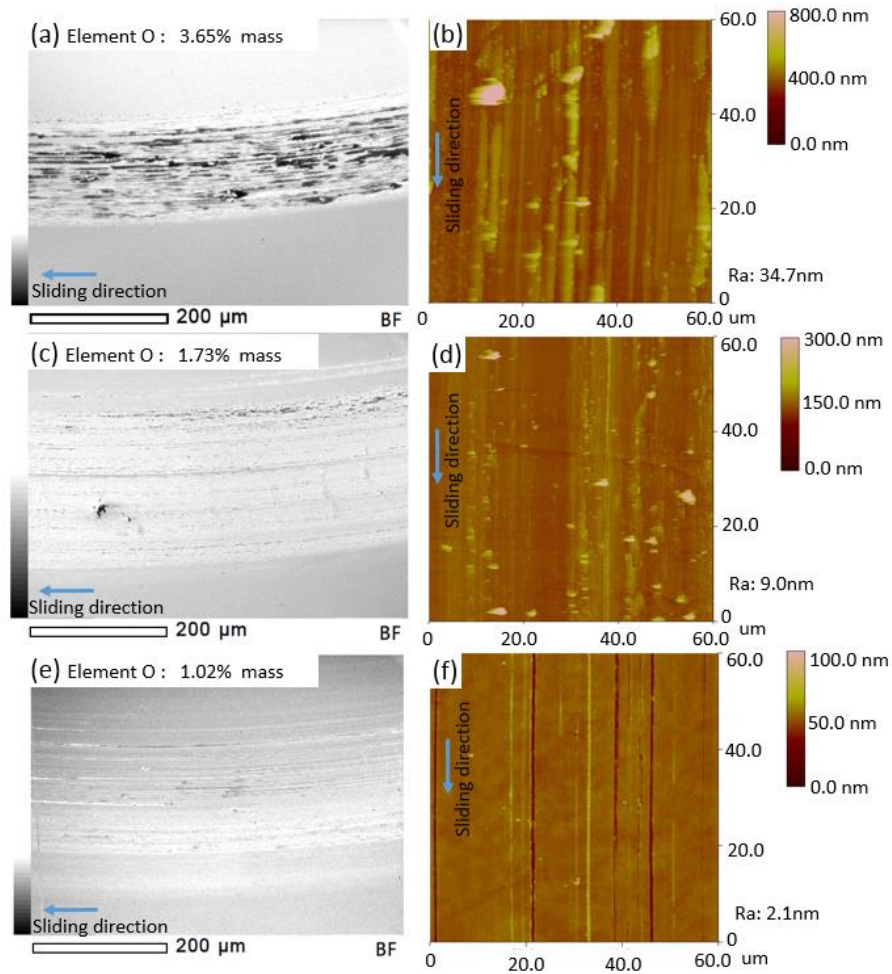 (a) Element O : 3.65% mass
Sliding direction
200 µm
BF
(b)
Sliding direction
60.0
40.0
20.0
0
0
20.0
40.0
60.0 um
800.0 nm
400.0 nm
0.0 nm
Ra: 34.7nm
(c) Element O : 1.73% mass
Sliding direction
200 µm
BF
(d)
Sliding direction
60.0
40.0
20.0
0
0
20.0
40.0
60.0 um
300.0 nm
150.0 nm
0.0 nm
Ra: 9.0nm
(e) Element O : 1.02% mass
Sliding direction
200 µm
BF
(f)
Sliding direction
60.0
40.0
20.0
0
0
20.0
40.0
60.0 um
100.0 nm
50.0 nm
0.0 nm
Ra: 2.1nm